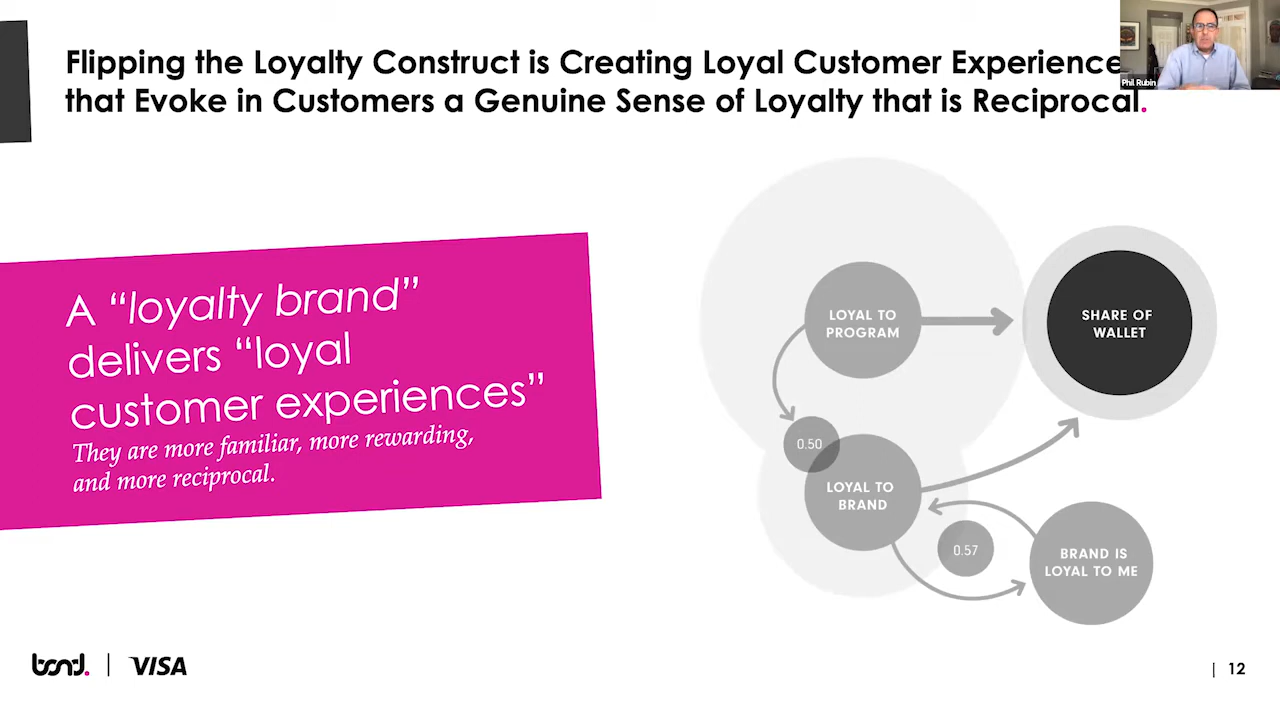 Flipping the Loyalty Construct is Creating Loyal Customer Experience
that Evoke in Customers a Genuine Sense of Loyalty that is Reciprocal.
Phil Rubin
A “loyalty brand”
delivers “loyal
customer experiences”
They are more familiar, more rewarding,
and more reciprocal.
LOYAL TO
PROGRAM
SHARE OF
WALLET
0.50
LOYAL TO
BRAND
0.57
BRAND IS
LOYAL TO ME
bond. | VISA
| 12